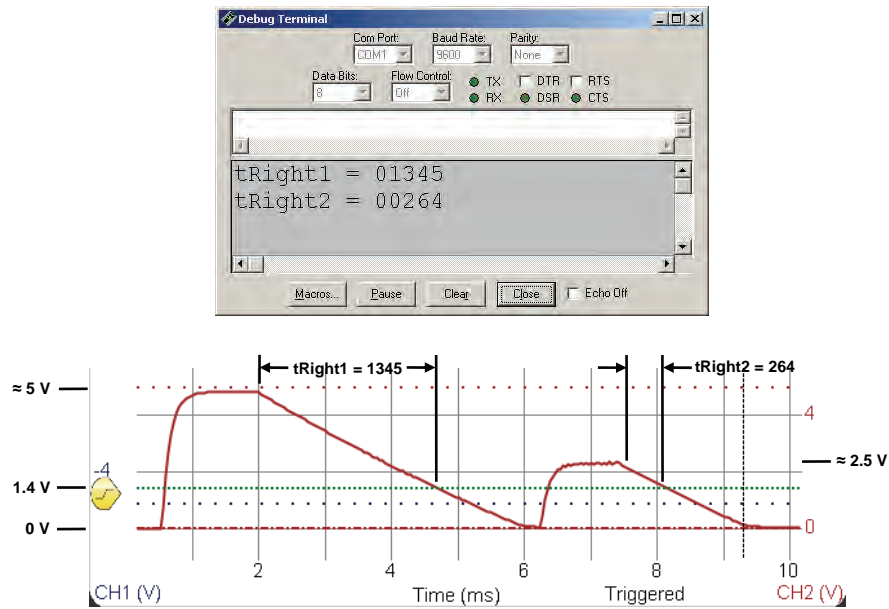 Debug Terminal
Com Port: Baud Rate: Parity:
COM1 9600 None
Data Bits: Flow Control: TX DTR RTS
8 Off RX DSR CTS
tRight1 = 01345
tRight2 = 00264
Macros... Pause Clear Close Echo Off
tRight1 = 1345 tRight2 = 264
≈ 5 V
4
-4
≈ 2.5 V
1.4 V
0 V
0
2 4 6 8 10
CH1 (V) Time (ms) Triggered CH2 (V)